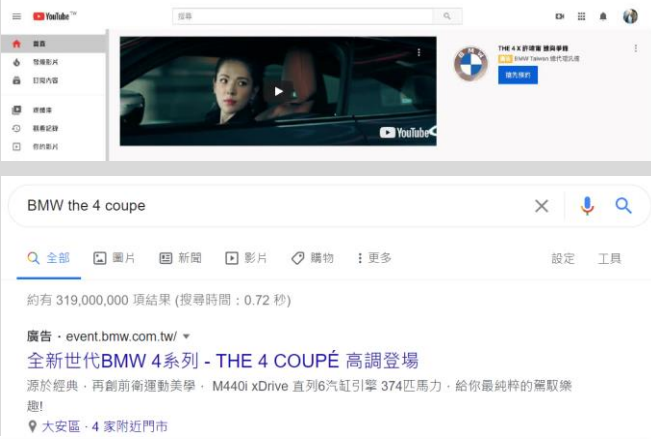 YouTube TW
搜尋
首頁
發燒影片
訂閱內容
媒體庫
觀看記錄
你的影片
YouTube
THE 4 X 許瑋甯
廣告 BMW Taiwan 總代理汎德
搶先預約
BMW the 4 coupe
全部 圖片 新聞 影片 購物 更多 設定 工具
約有 319,000,000 項結果 (搜尋時間：0.72 秒)
廣告 · event.bmw.com.tw/
全新世代BMW 4系列 - THE 4 COUPÉ 高調登場
源於經典，再創前衛運動美學， M440i xDrive 直列6汽缸引擎 374匹馬力，給你最純粹的駕馭樂
趣!
大安區 · 4 家附近門市